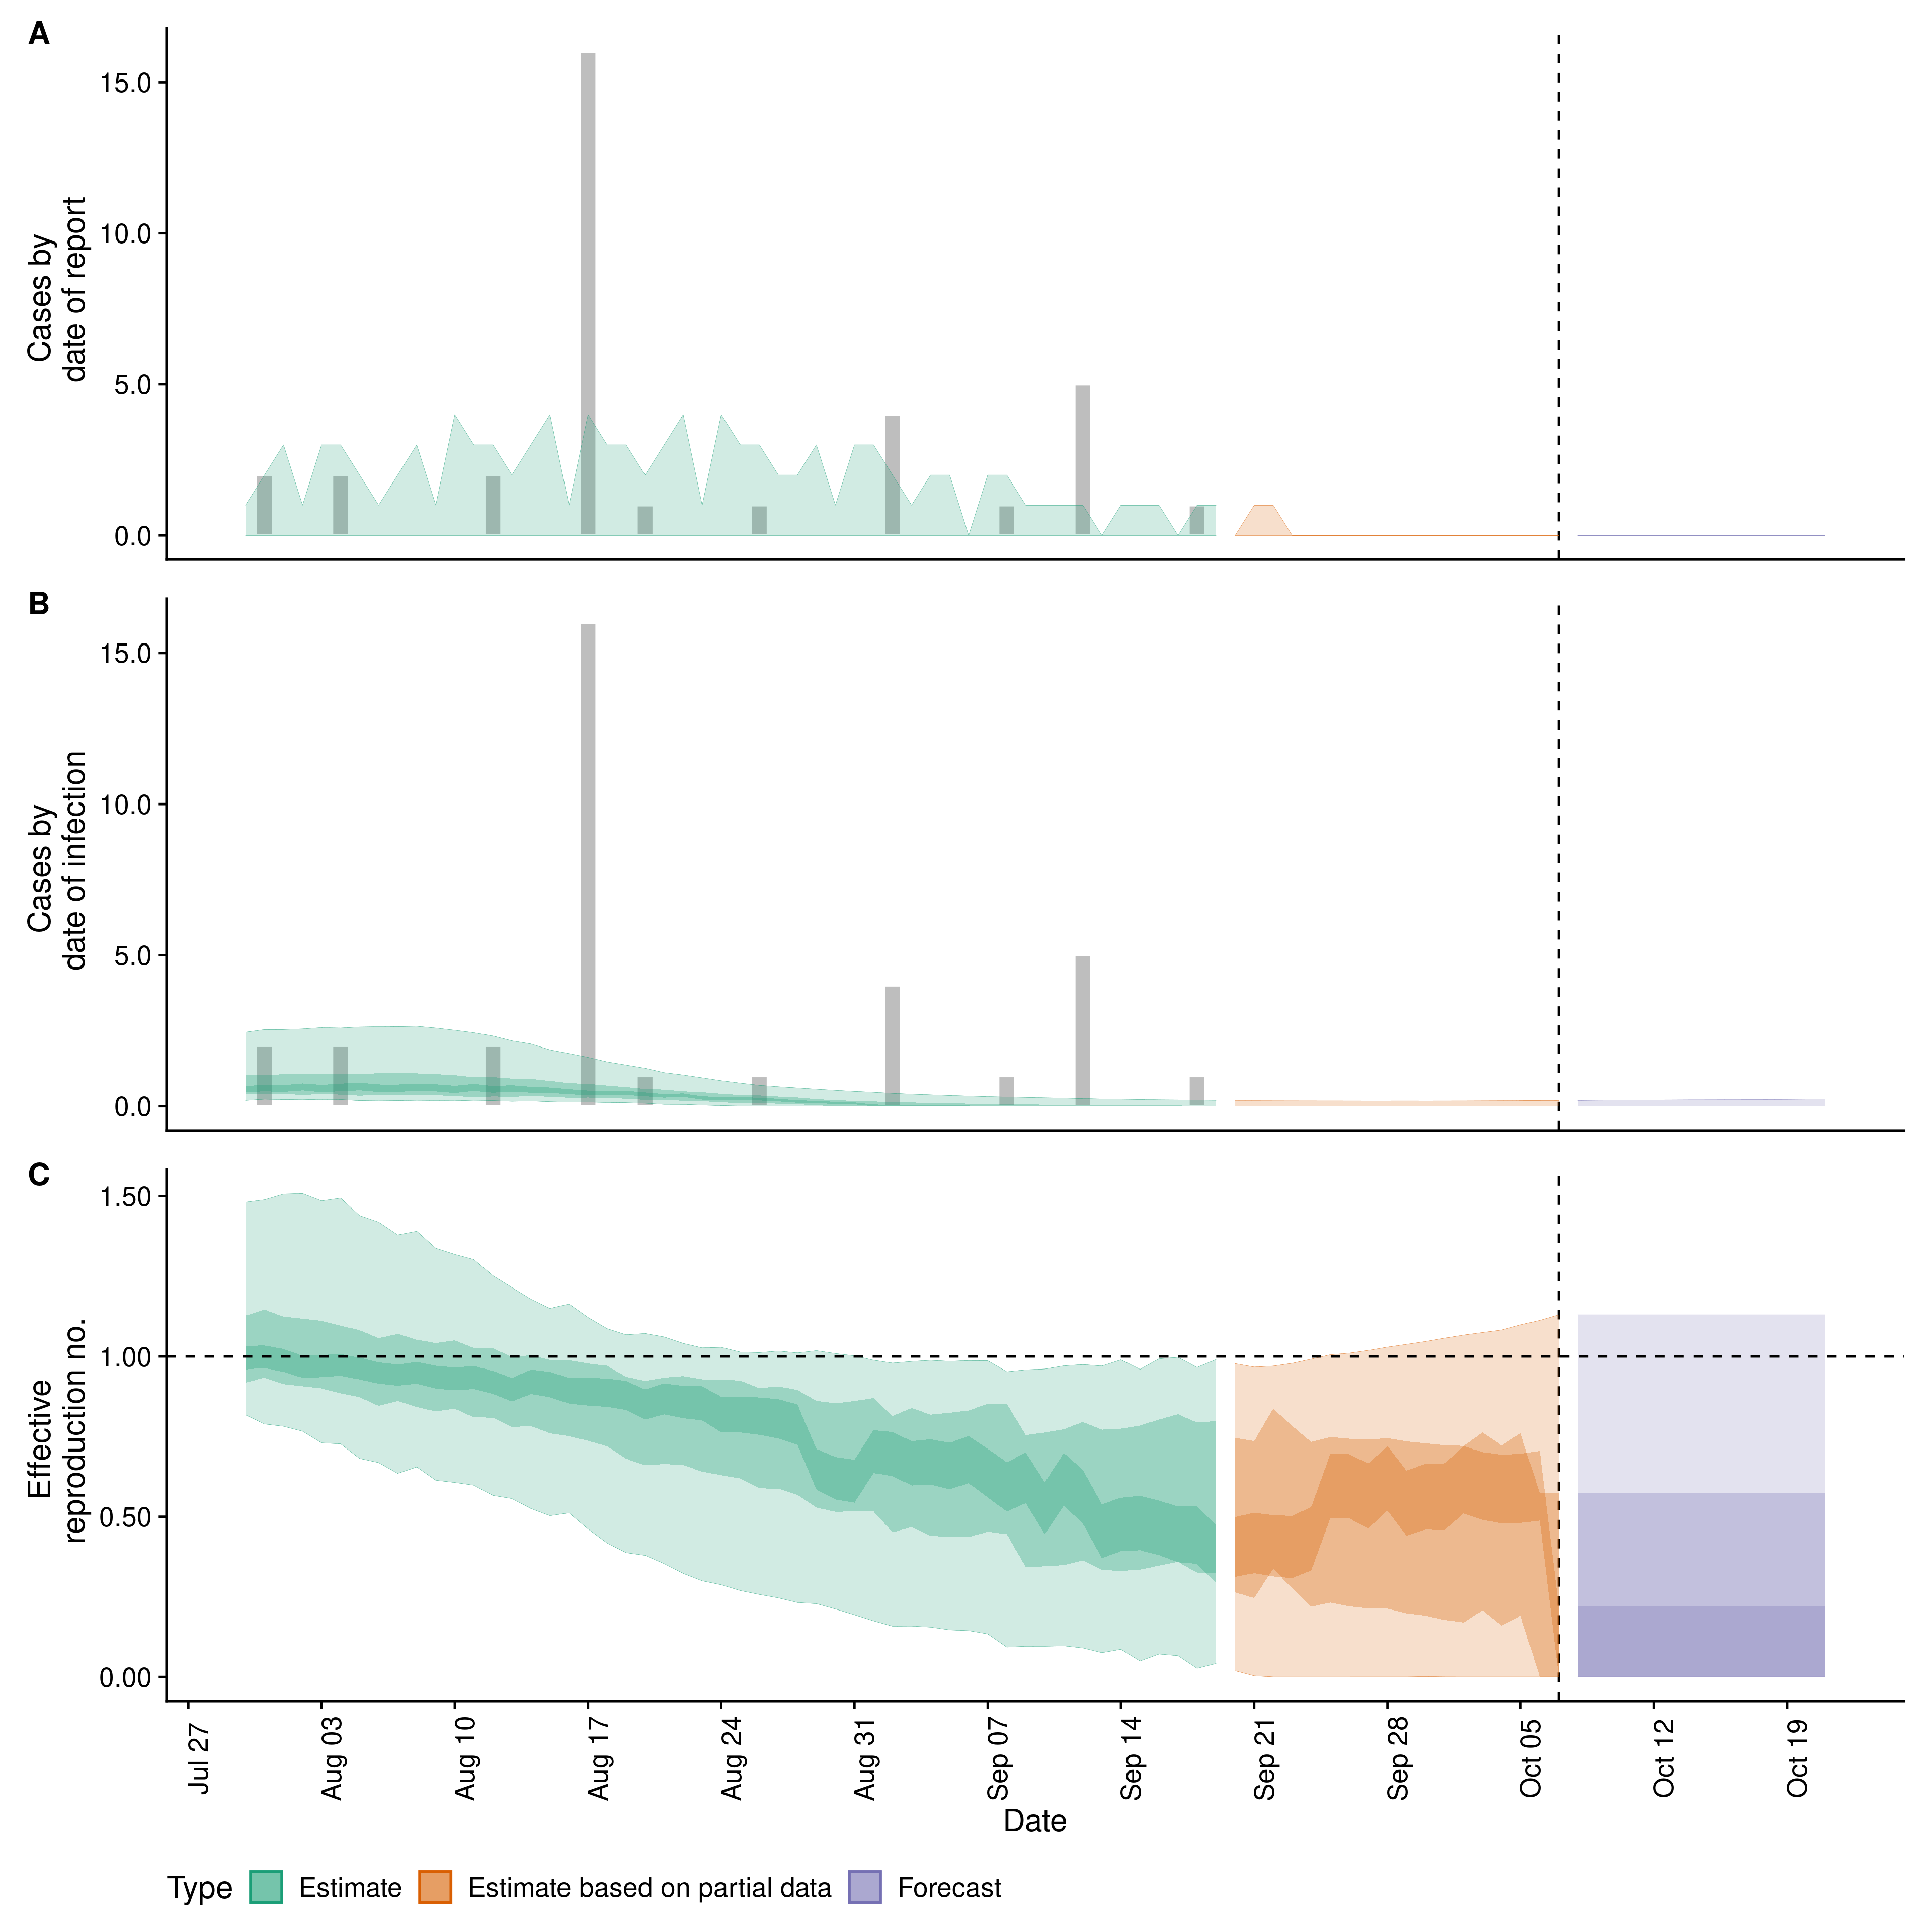 A
15.0
10.0
5.0
0.0
Cases by
date of report
B
15.0
10.0
5.0
0.0
Cases by
date of infection
C
1.50
1.00
0.50
0.00
Effective
reproduction no.
Jul 27
Aug 03
Aug 10
Aug 17
Aug 24
Aug 31
Sep 07
Sep 14
Sep 21
Sep 28
Oct 05
Oct 12
Oct 19
Date
Type Estimate Estimate based on partial data Forecast